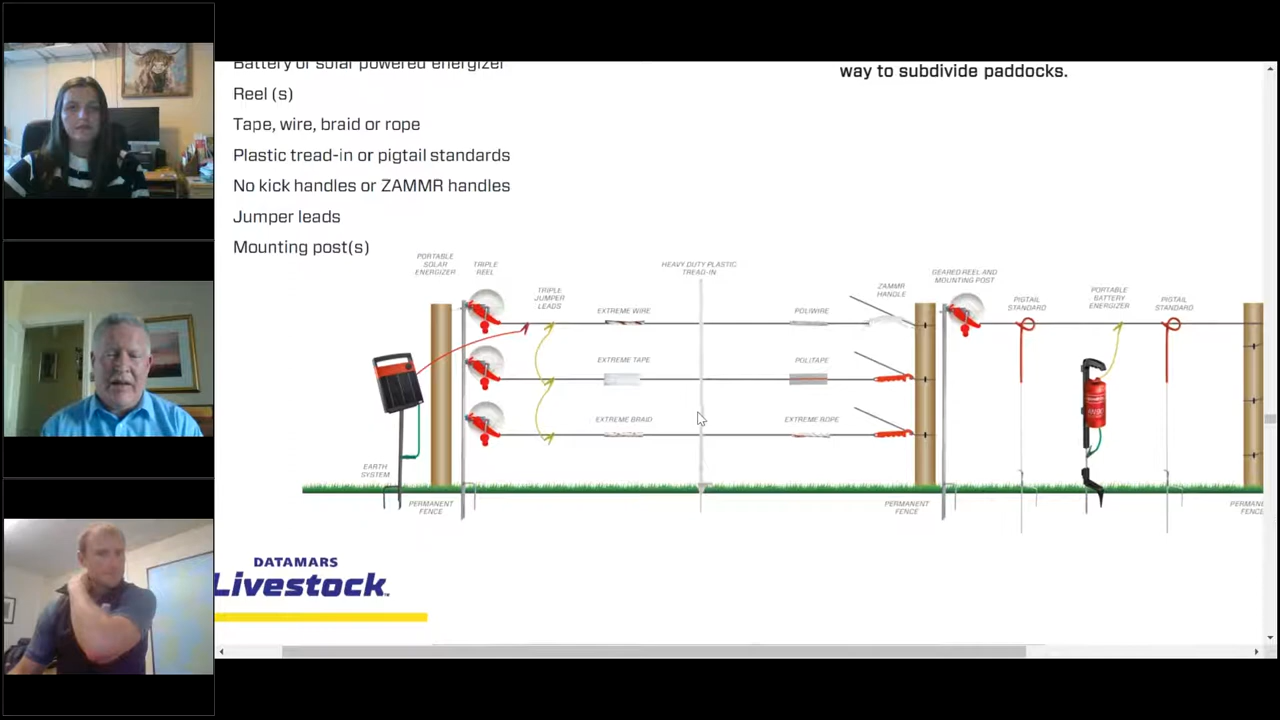 Battery or solar powered energizer
way to subdivide paddocks.
Reel (s)
Tape, wire, braid or rope
Plastic tread-in or pigtail standards
No kick handles or ZAMMR handles
Jumper leads
Mounting post(s)
PORTABLE
SOLAR
ENERGIZER
TRIPLE
REEL
TRIPLE
JUMPER
LEADS
EXTREME WIRE
HEAVY DUTY PLASTIC
TREAD-IN
POLIWIRE
ZAMMR
HANDLE
GEARED REEL AND
MOUNTING POST
PIGTAIL
STANDARD
PORTABLE
BATTERY
ENERGIZER
PIGTAIL
STANDARD
EXTREME TAPE
POLITAPE
EXTREME BRAID
EXTREME ROPE
EARTH
SYSTEM
PERMANENT
FENCE
PERMANENT
FENCE
PERMANE
FENC
DATAMARS
Livestock